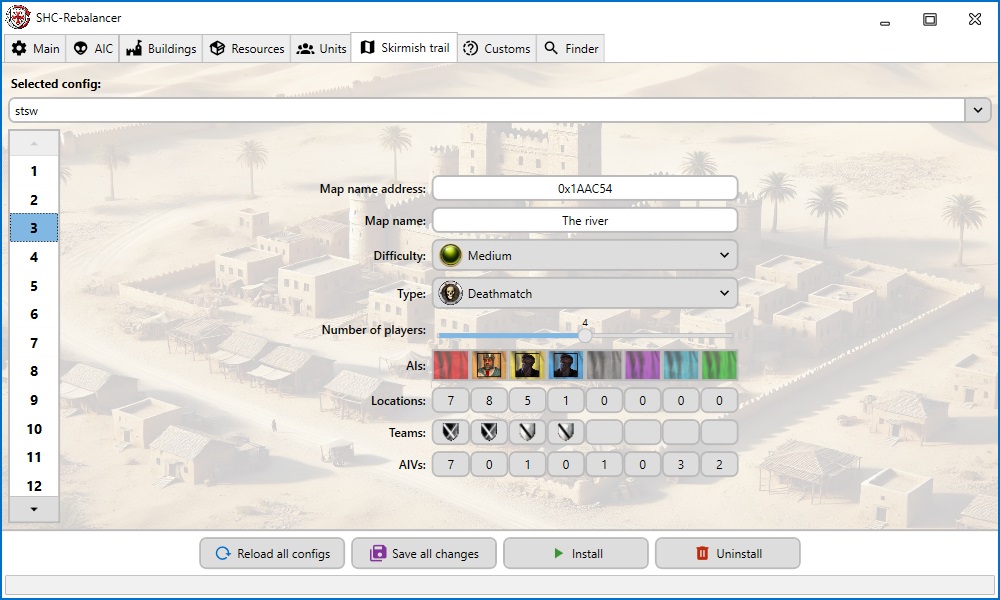 SHC-Rebalancer
Main AIC Buildings Resources Units Skirmish trail Customs Finder
Selected config:
stsw
1
2
3
4
5
6
7
8
9
10
11
12
Map name address: 0x1AAC54
Map name: The river
Difficulty: Medium
Type: Deathmatch
4
Number of players:
AIs:
Locations: 7 8 5 1 0 0 0 0
Teams:
AIVs: 7 0 1 0 1 0 3 2
Reload all configs Save all changes Install Uninstall